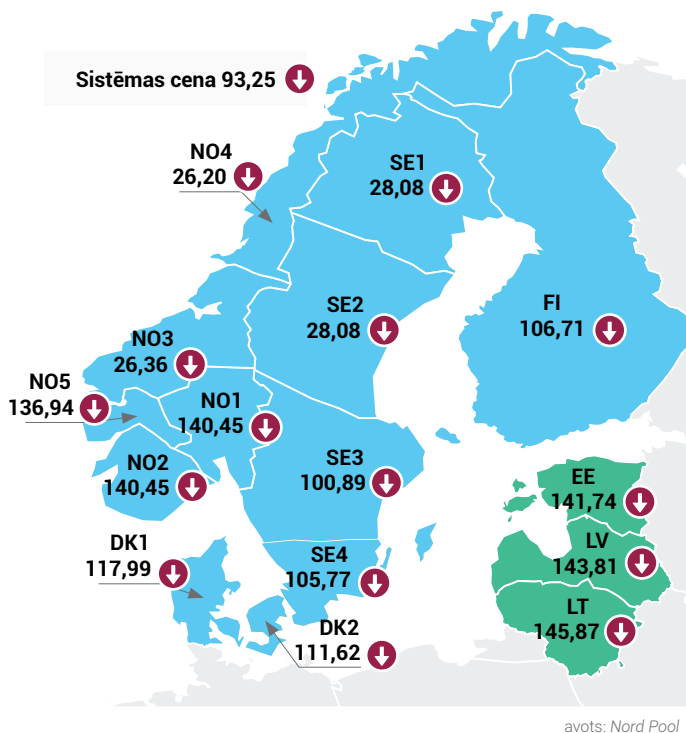 Sistēmas cena 93,25
NO4
26,20
SE1
28,08
SE2
28,08
FI
106,71
NO3
26,36
NO5
136,94
NO1
140,45
NO2
140,45
SE3
100,89
EE
141,74
DK1
117,99
SE4
105,77
LV
143,81
LT
145,87
DK2
111,62
avots: Nord Pool